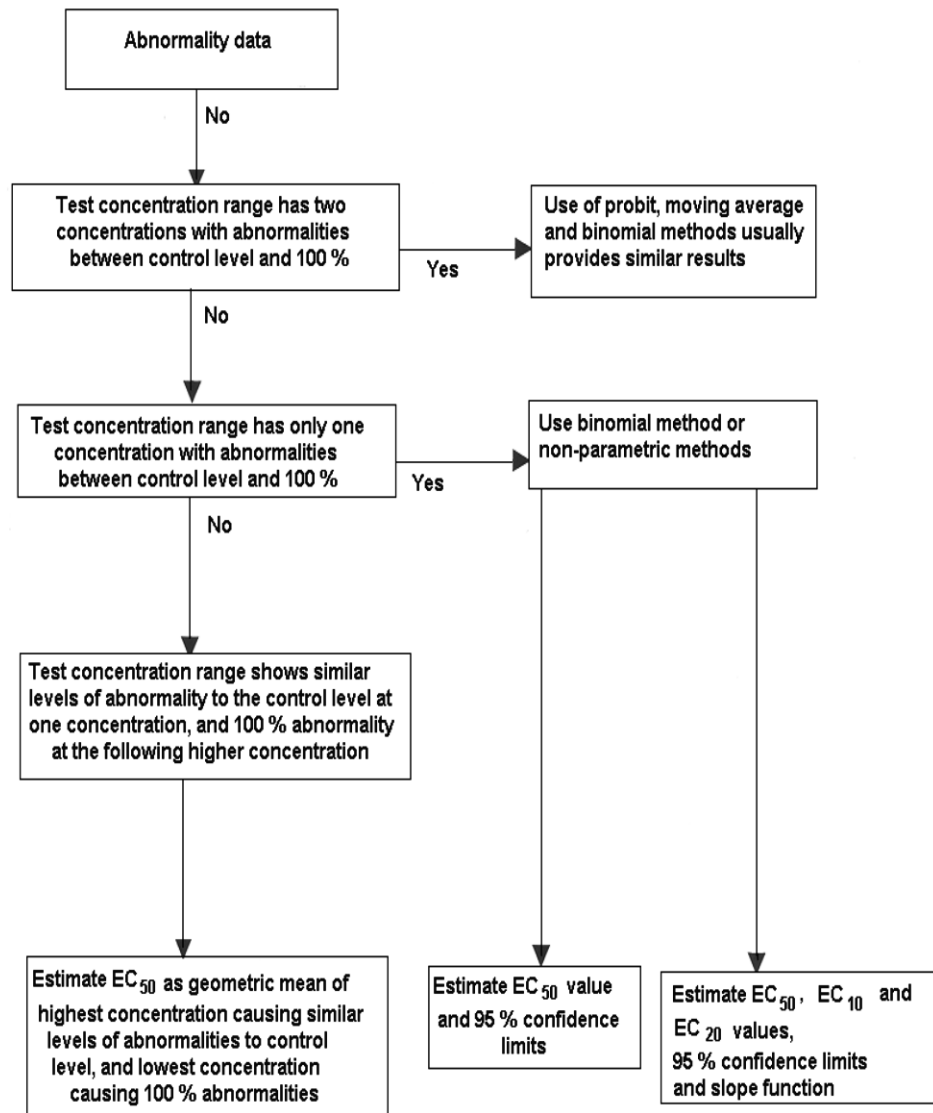 Abnormality data
No
Test concentration range has two
concentrations with abnormalities
between control level and 100 %
Yes
Use of probit, moving average
and binomial methods usually
provides similar results
No
Test concentration range has only one
concentration with abnormalities
between control level and 100 %
Yes
Use binomial method or
non-parametric methods
No
Test concentration range shows similar
levels of abnormality to the control level at
one concentration, and 100 % abnormality
at the following higher concentration
Estimate EC50 as geometric mean of
highest concentration causing similar
levels of abnormalities to control
level, and lowest concentration
causing 100 % abnormalities
Estimate EC50 value
and 95 % confidence
limits
Estimate EC50, EC10 and
EC20 values,
95 % confidence limits
and slope function